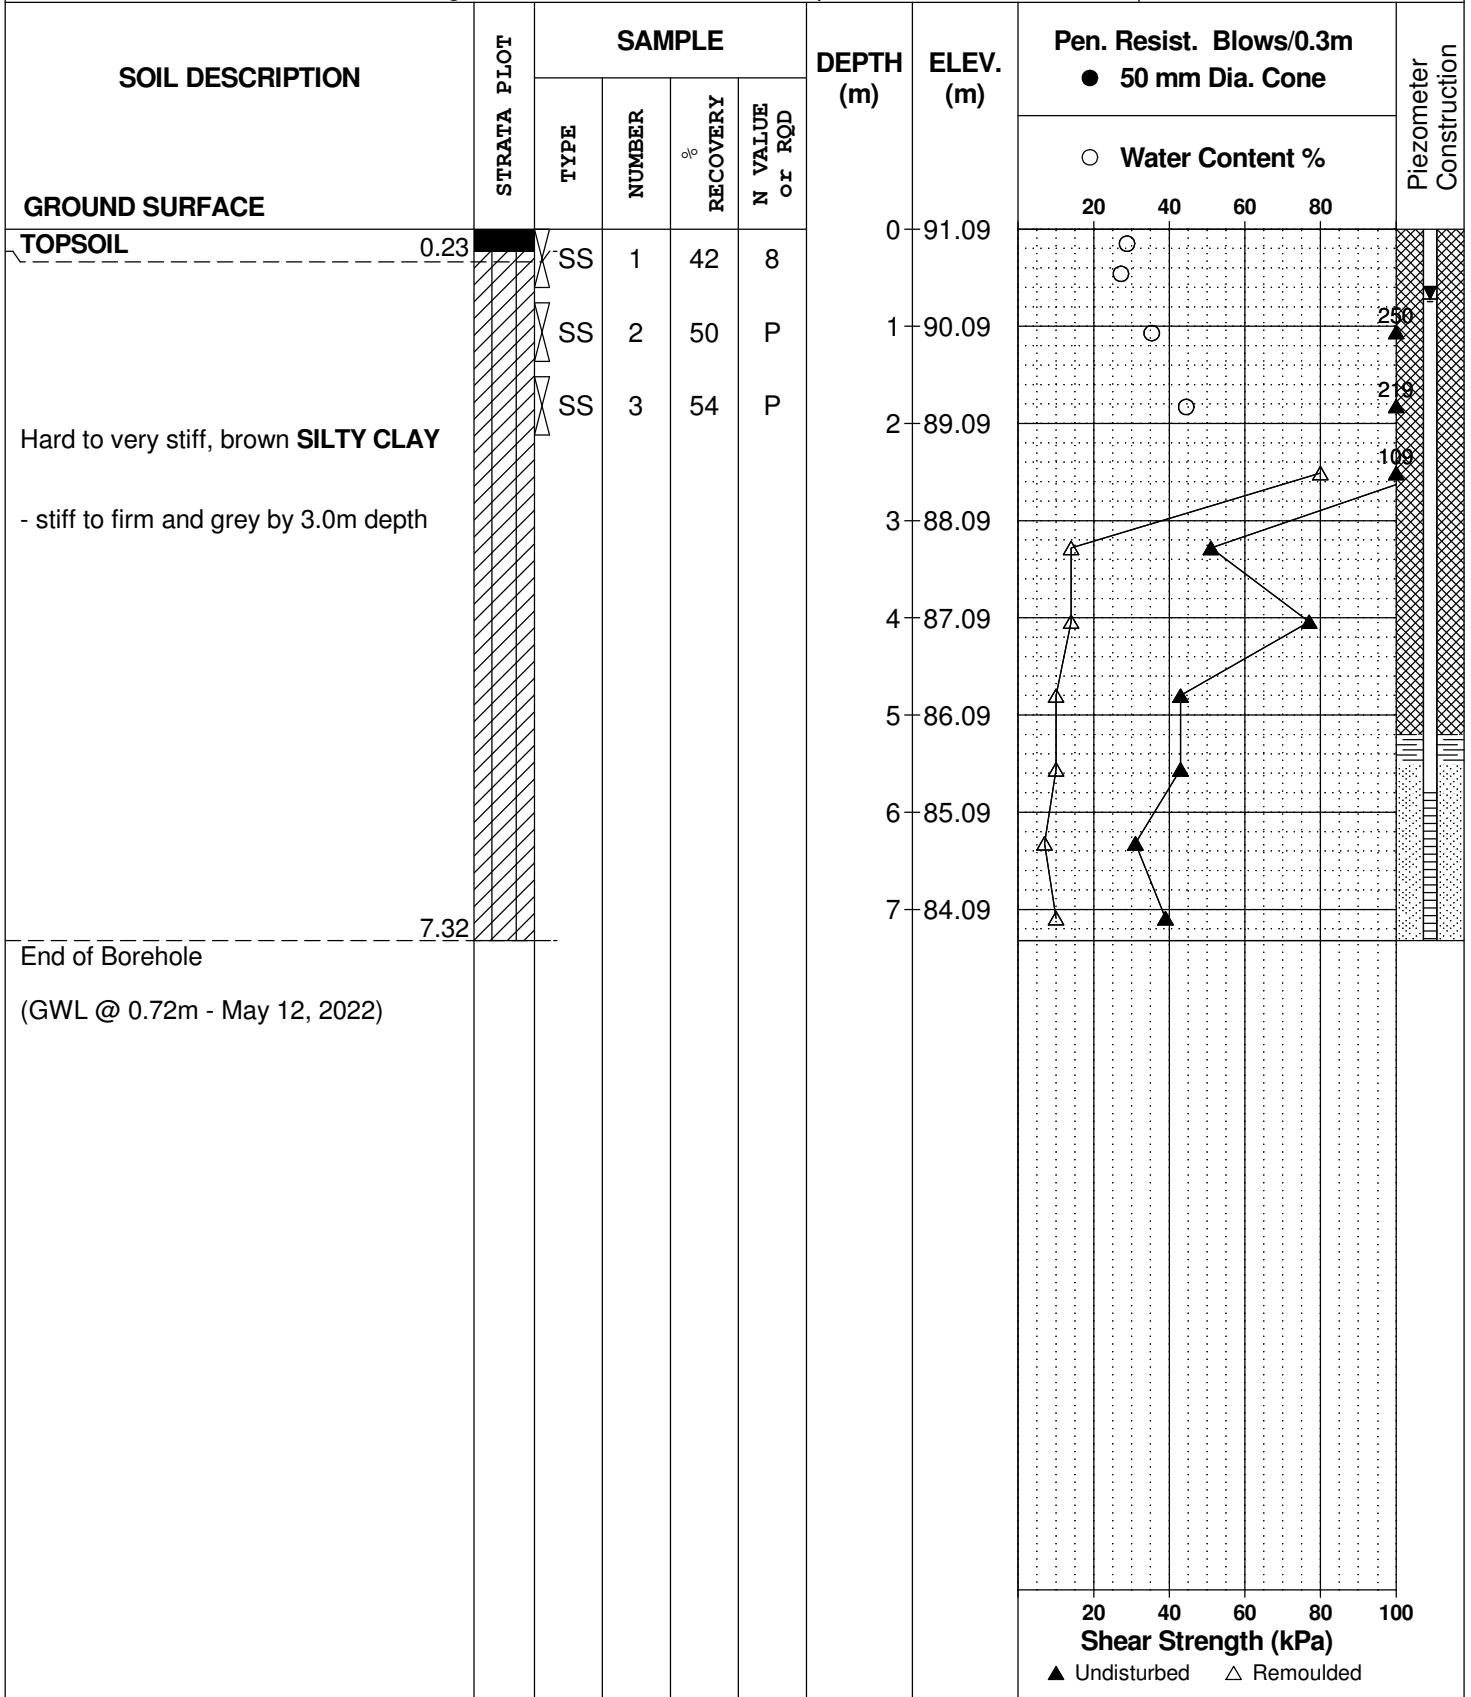 SOIL DESCRIPTION
GROUND SURFACE
STRATA PLOT
SAMPLE
TYPE
NUMBER
%
RECOVERY
N VALUE
or RQD
DEPTH
(m)
ELEV.
(m)
Pen. Resist. Blows/0.3m
● 50 mm Dia. Cone
○ Water Content %
20 40 60 80
Piezometer
Construction
TOPSOIL 0.23
SS 1 42 8
SS 2 50 P
SS 3 54 P
Hard to very stiff, brown SILTY CLAY
- stiff to firm and grey by 3.0m depth
7.32
End of Borehole
(GWL @ 0.72m - May 12, 2022)
0 91.09
1 90.09
2 89.09
3 88.09
4 87.09
5 86.09
6 85.09
7 84.09
250
219
109
20 40 60 80 100
Shear Strength (kPa)
▲ Undisturbed △ Remoulded